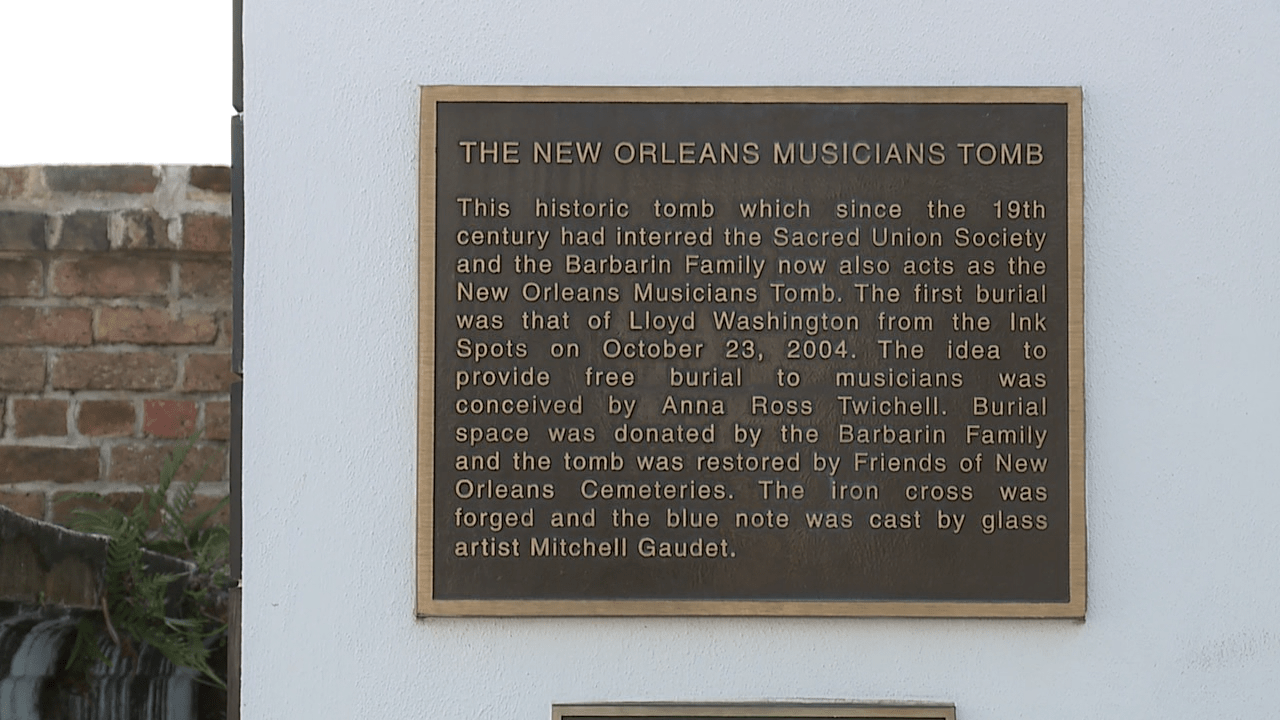 THE NEW ORLEANS MUSICIANS TOMB
This historic tomb which since the 19th
century had interred the Sacred Union Society
and the Barbarin Family now also acts as the
New Orleans Musicians Tomb. The first burial
was that of Lloyd Washington from the Ink
Spots on October 23, 2004. The idea to
provide free burial to musicians was
conceived by Anna Ross Twichell. Burial
space was donated by the Barbarin Family
and the tomb was restored by Friends of New
Orleans Cemeteries. The iron cross was
forged and the blue note was cast by glass
artist Mitchell Gaudet.